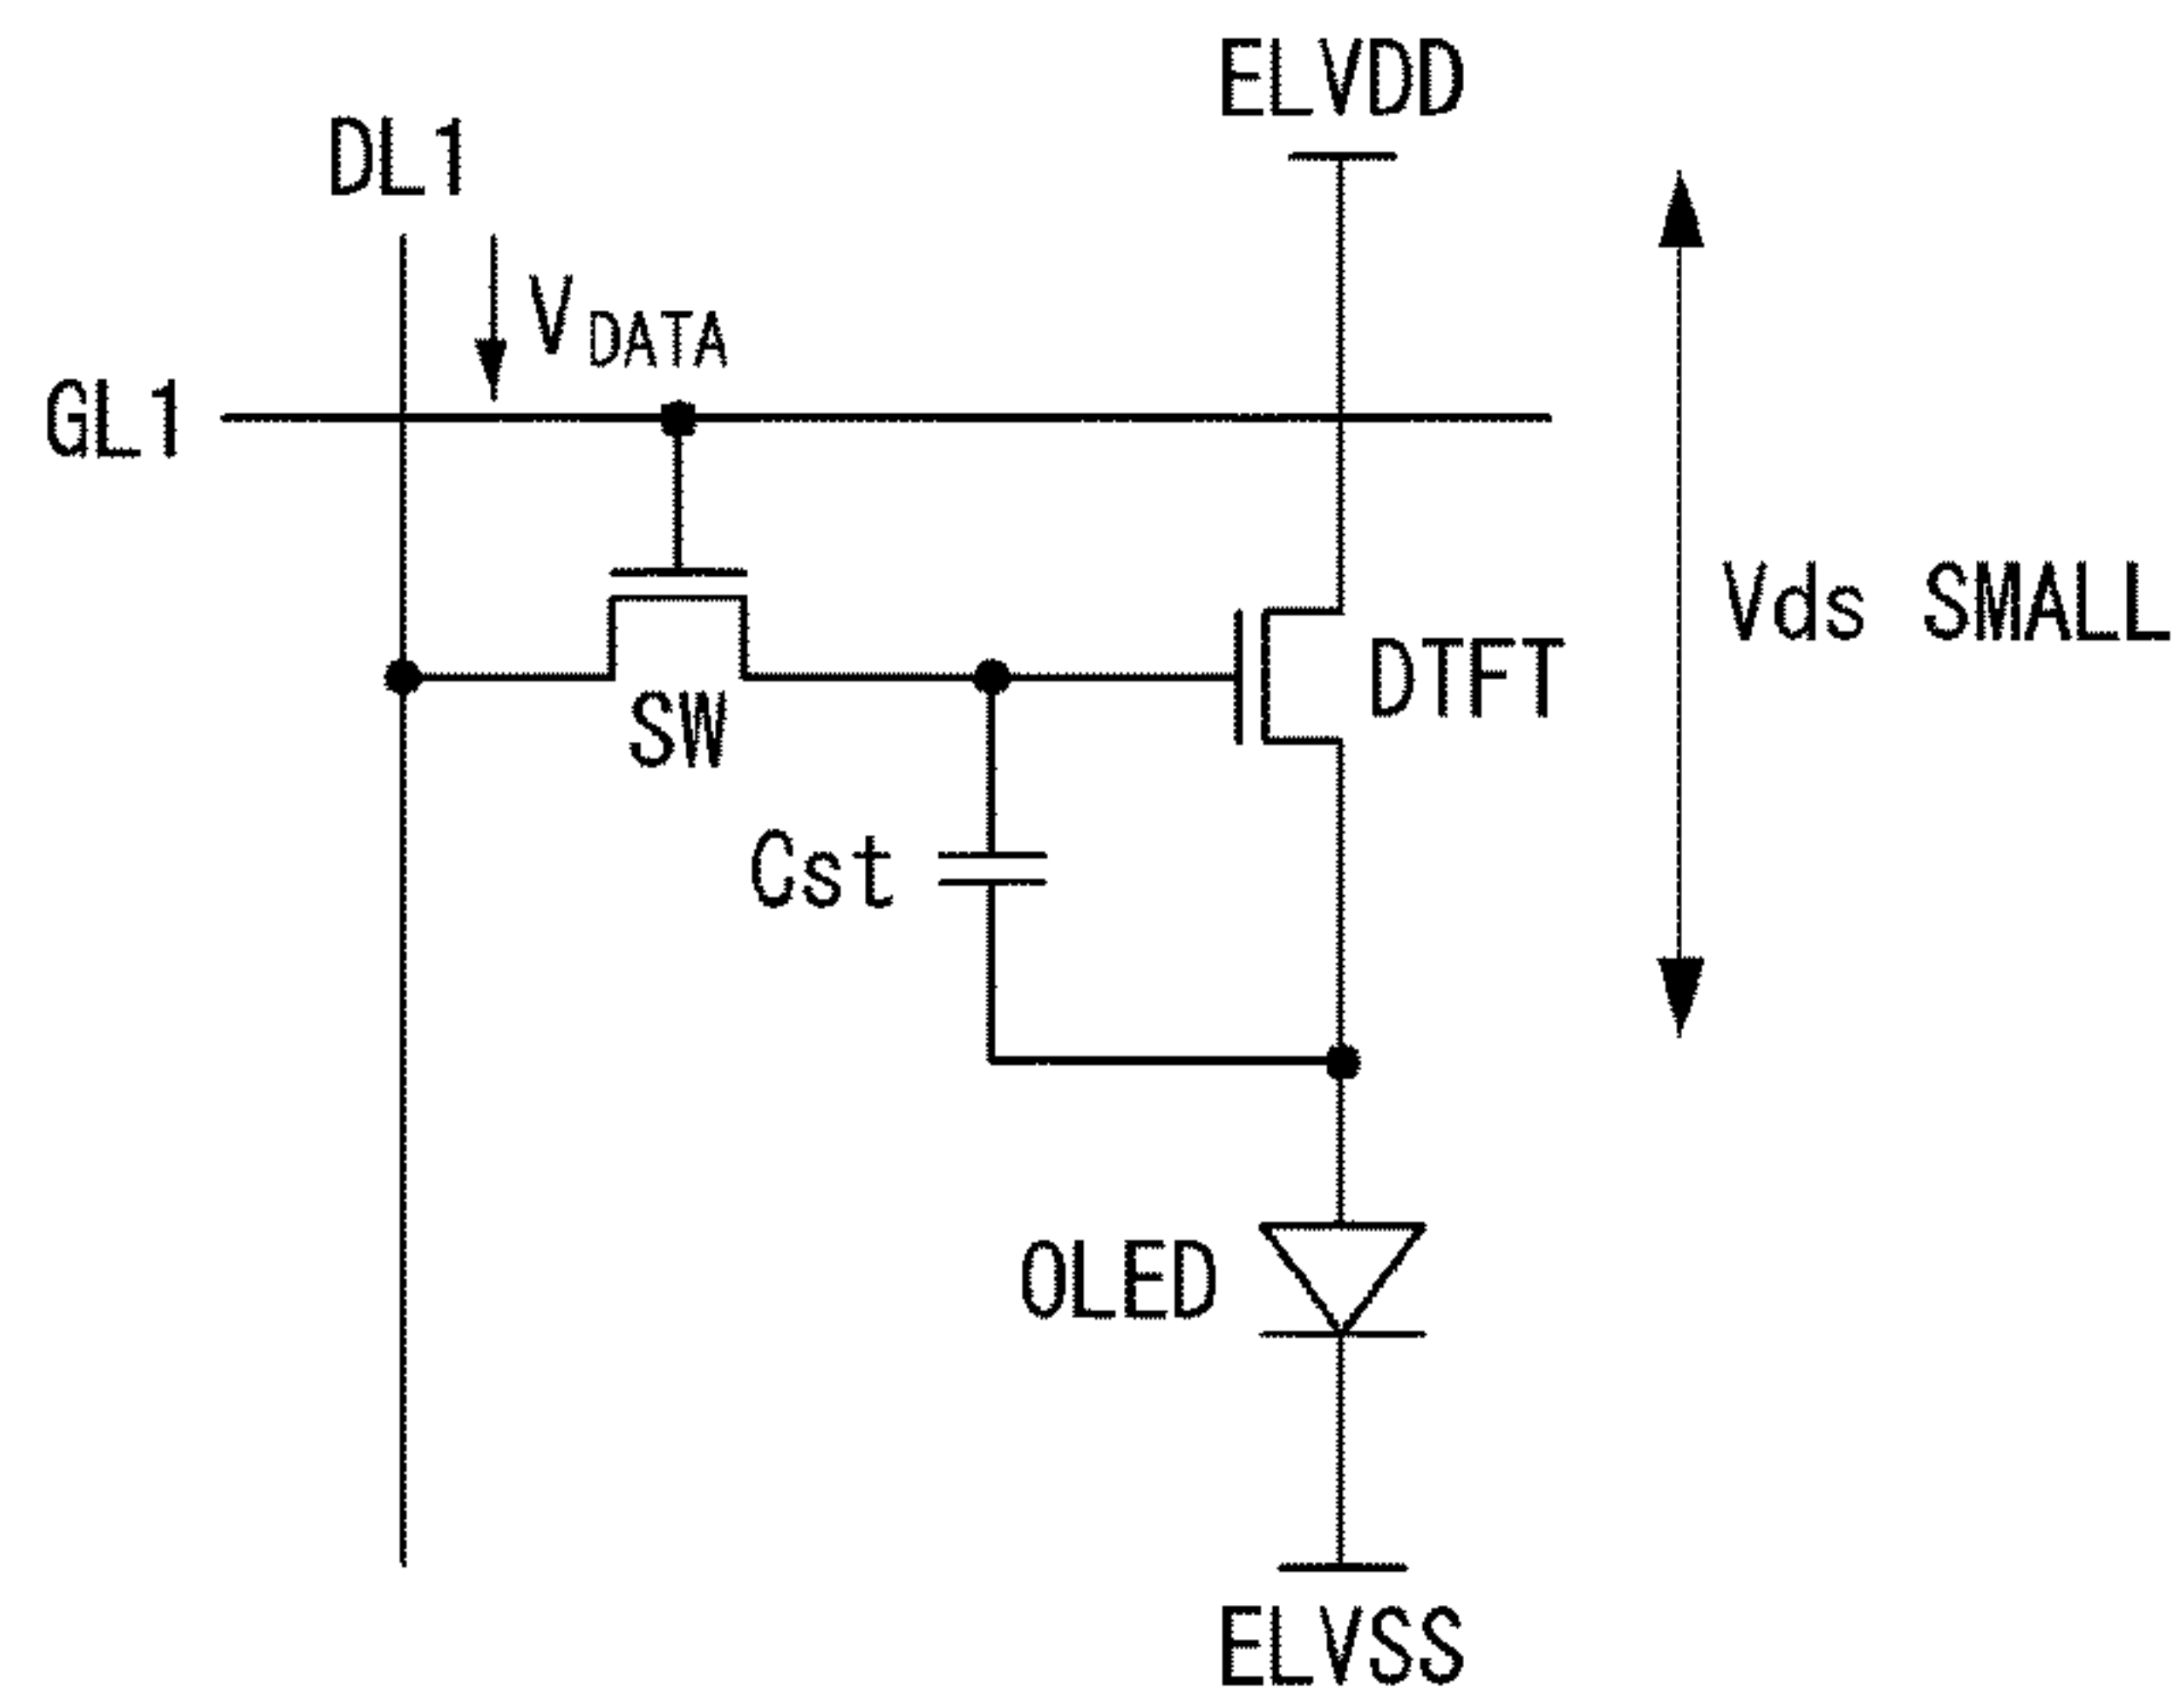 ELVDD
DL1
VDATA
GL1
Vds SMALL
DTFT
SW
Cst
OLED
ELVSS